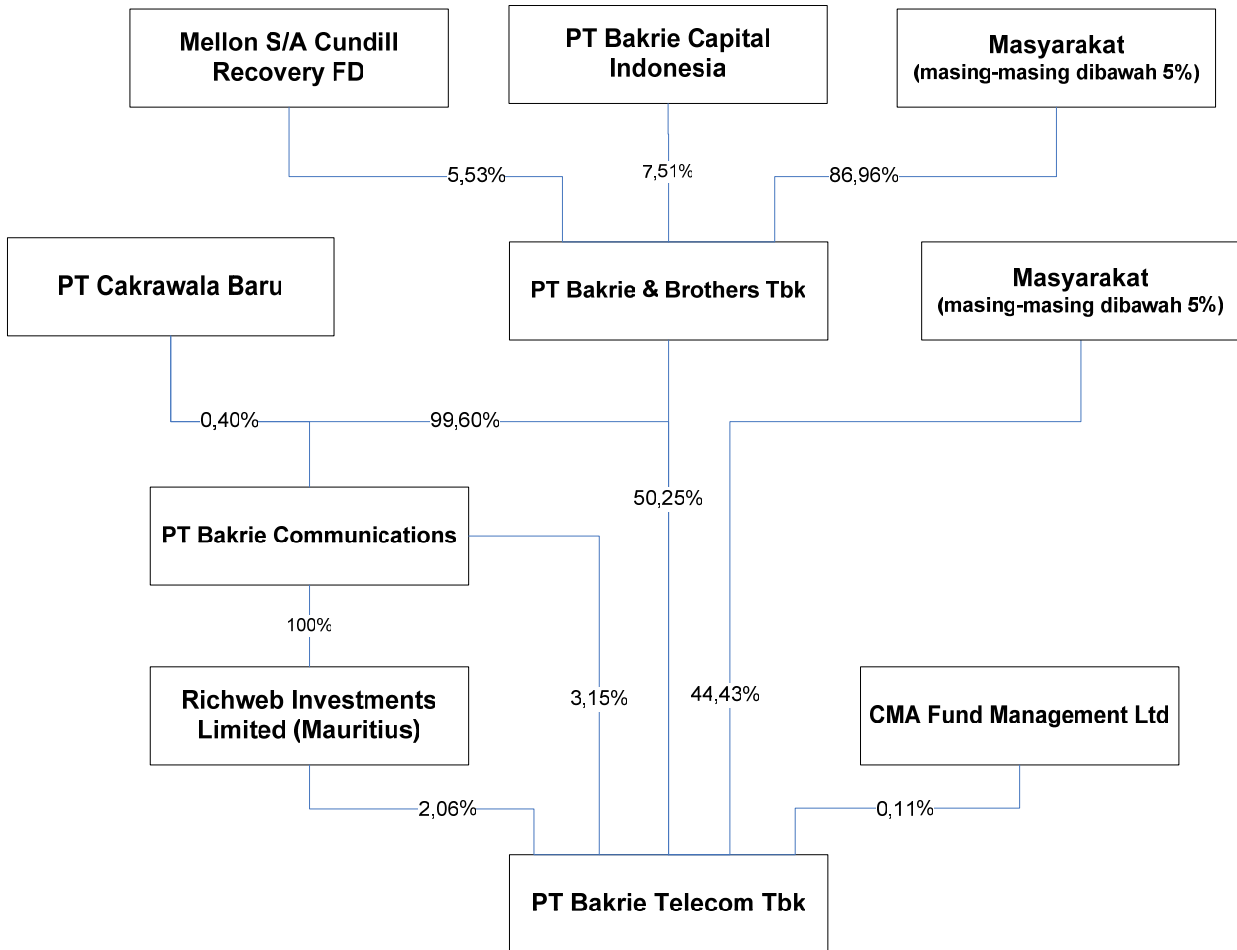 Mellon S/A Cundill
Recovery FD
PT Bakrie Capital
Indonesia
Masyarakat
(masing-masing dibawah 5%)
5,53%
7,51%
86,96%
PT Cakrawala Baru
PT Bakrie & Brothers Tbk
Masyarakat
(masing-masing dibawah 5%)
0,40%
99,60%
50,25%
PT Bakrie Communications
100%
Richweb Investments
Limited (Mauritius)
3,15%
44,43%
CMA Fund Management Ltd
2,06%
0,11%
PT Bakrie Telecom Tbk